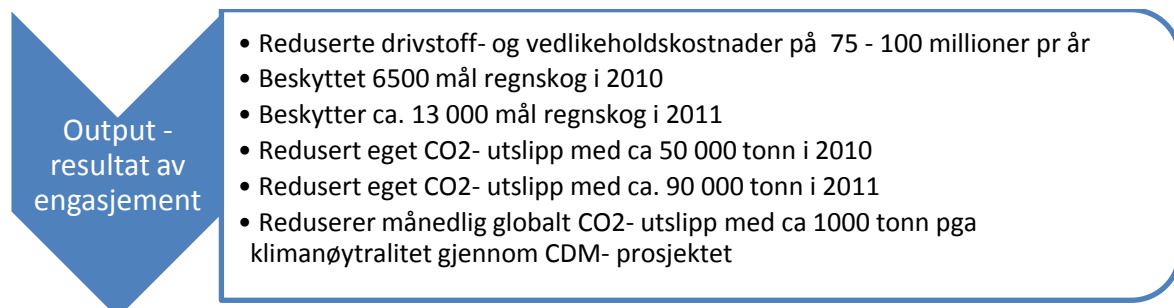 Output -
resultat av
engasjement
• Reduserte drivstoff- og vedlikeholdskostnader på 75 - 100 millioner pr år
• Beskyttet 6500 mål regnskog i 2010
• Beskytter ca. 13 000 mål regnskog i 2011
• Redusert eget CO2- utslipp med ca 50 000 tonn i 2010
• Redusert eget CO2- utslipp med ca. 90 000 tonn i 2011
• Reduserer månedlig globalt CO2- utslipp med ca 1000 tonn pga
klimanøytralitet gjennom CDM- prosjektet